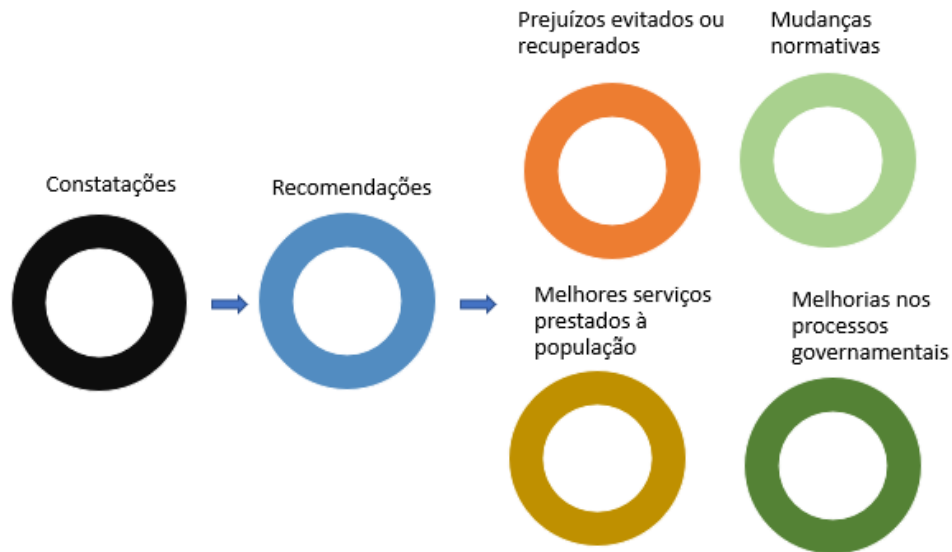 Constatações
Recomendações
Prejuízos evitados ou
recuperados
Mudanças
normativas
Melhores serviços
prestados à
população
Melhorias nos
processos
governamentais